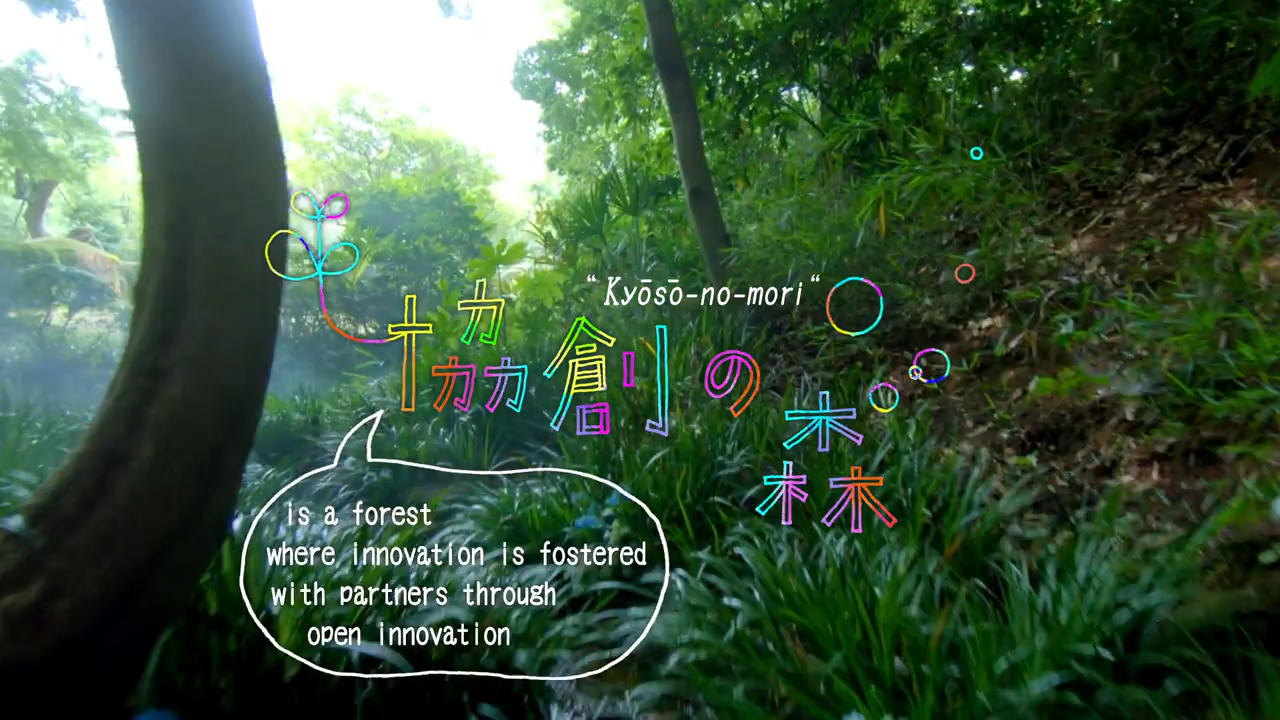 “Kyōsō-no-mori“
協創の森
is a forest
where innovation is fostered
with partners through
open innovation